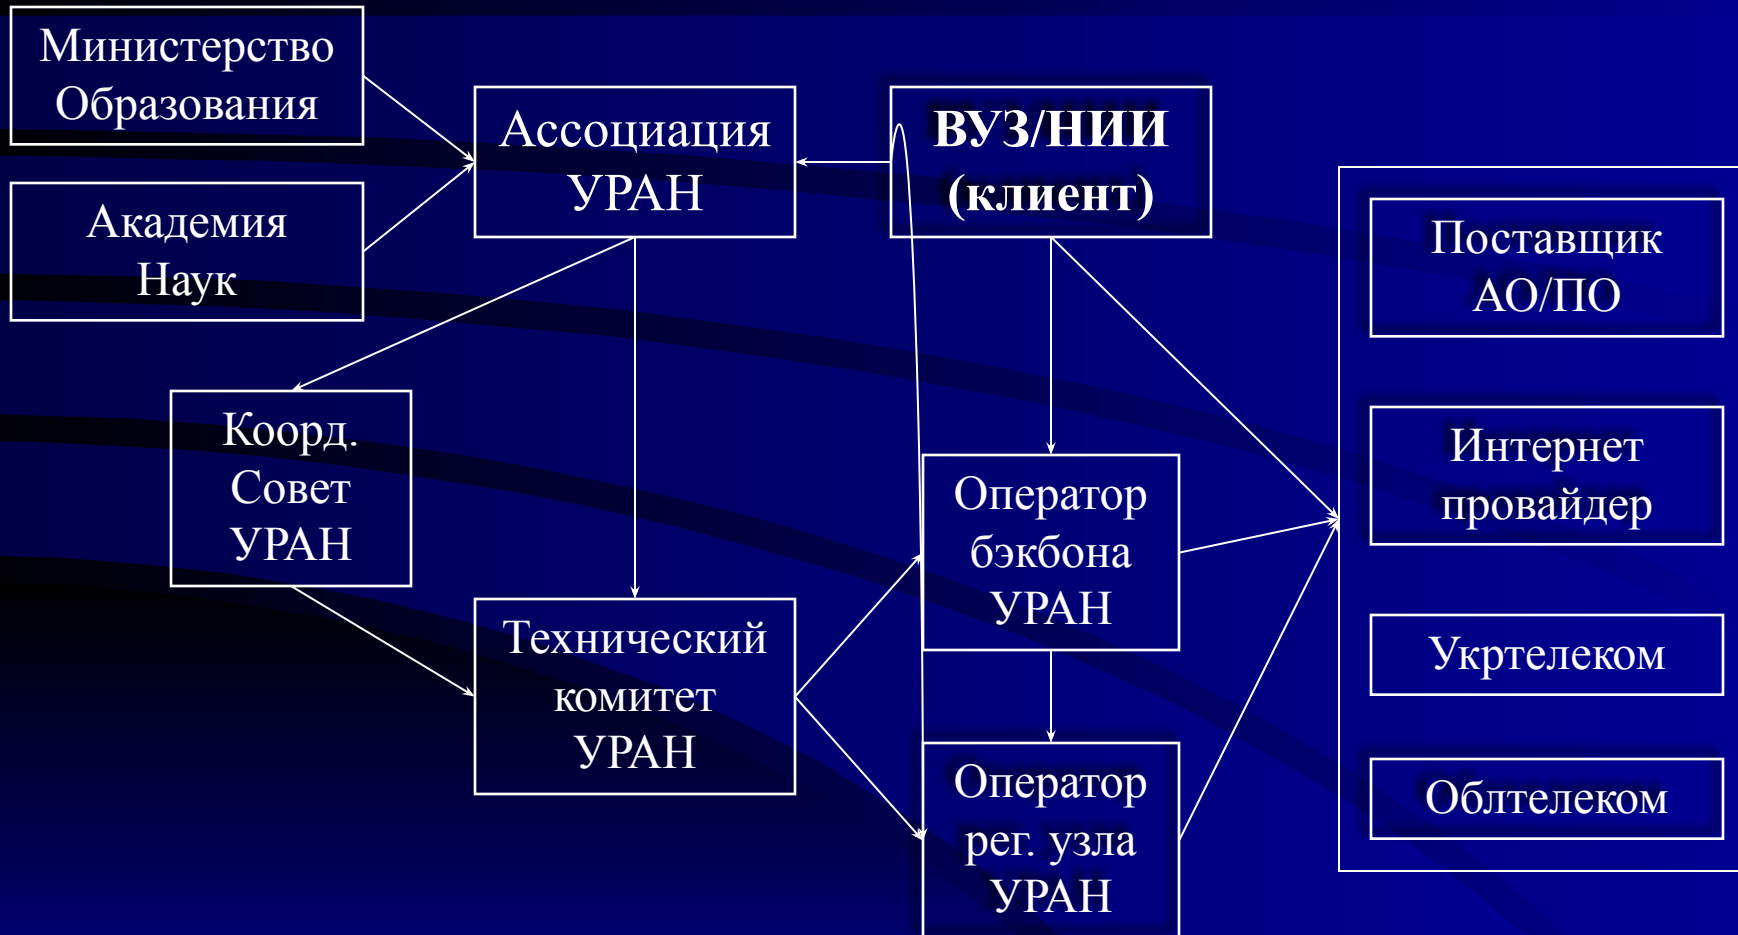 Министерство
Образования
Академия
Наук
Ассоциация
УРАН
ВУЗ/НИИ
(клиент)
Поставщик
АО/ПО
Интернет
провайдер
Укртелеком
Облтелеком
Коорд.
Совет
УРАН
Технический
комитет
УРАН
Оператор
бэкбона
УРАН
Оператор
рег. узла
УРАН